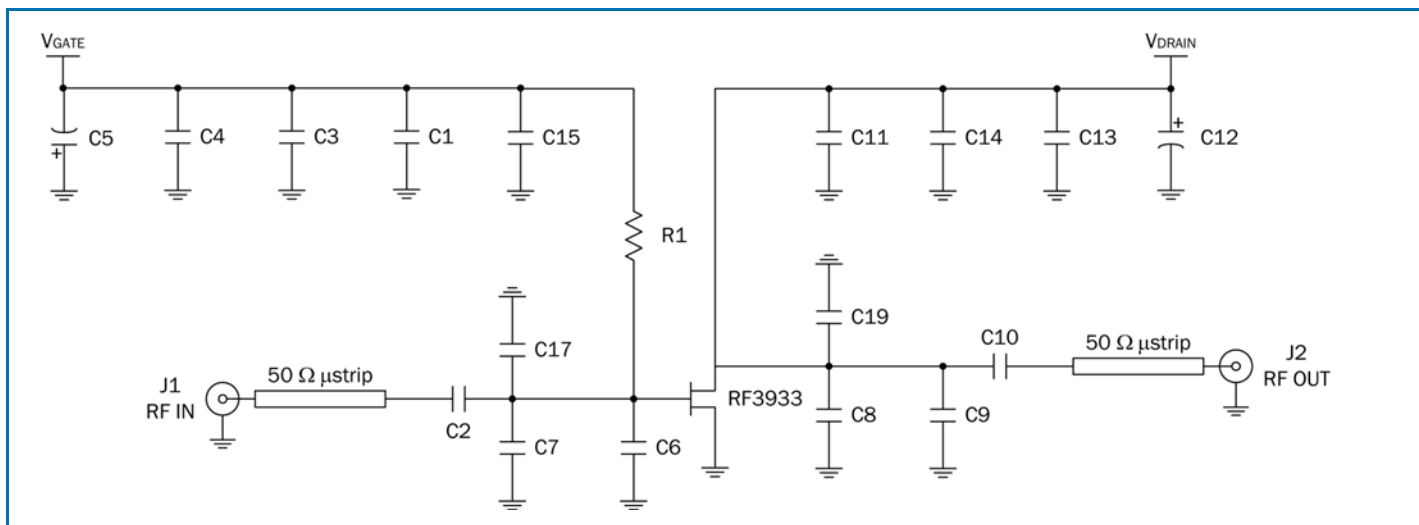 VGATE
VDRAIN
+
C5
C4
C3
C1
C15
C11
C14
C13
+
C12
R1
C19
C17
C10
50 Ω µstrip
J2
RF OUT
J1
RF IN
50 Ω µstrip
C2
RF3933
C7
C6
C8
C9